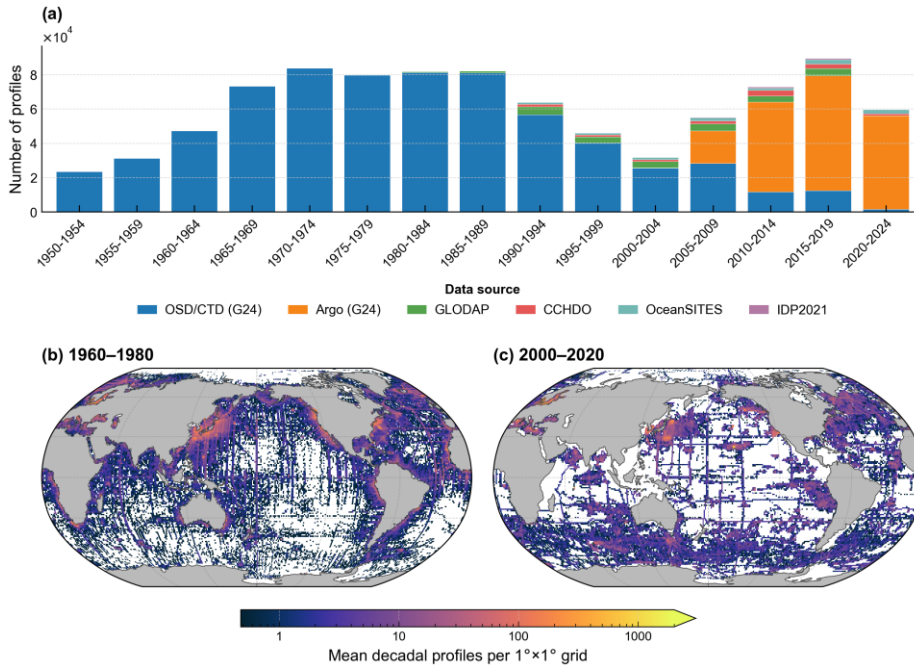 (a)
×10⁴
Number of profiles
8
6
4
2
0
1950-1954
1955-1959
1960-1964
1965-1969
1970-1974
1975-1979
1980-1984
1985-1989
1990-1994
1995-1999
2000-2004
2005-2009
2010-2014
2015-2019
2020-2024
Data source
OSD/CTD (G24) Argo (G24) GLODAP CCHDO OceanSITES IDP2021
(b) 1960–1980
(c) 2000–2020
1 10 100 1000
Mean decadal profiles per 1°×1° grid